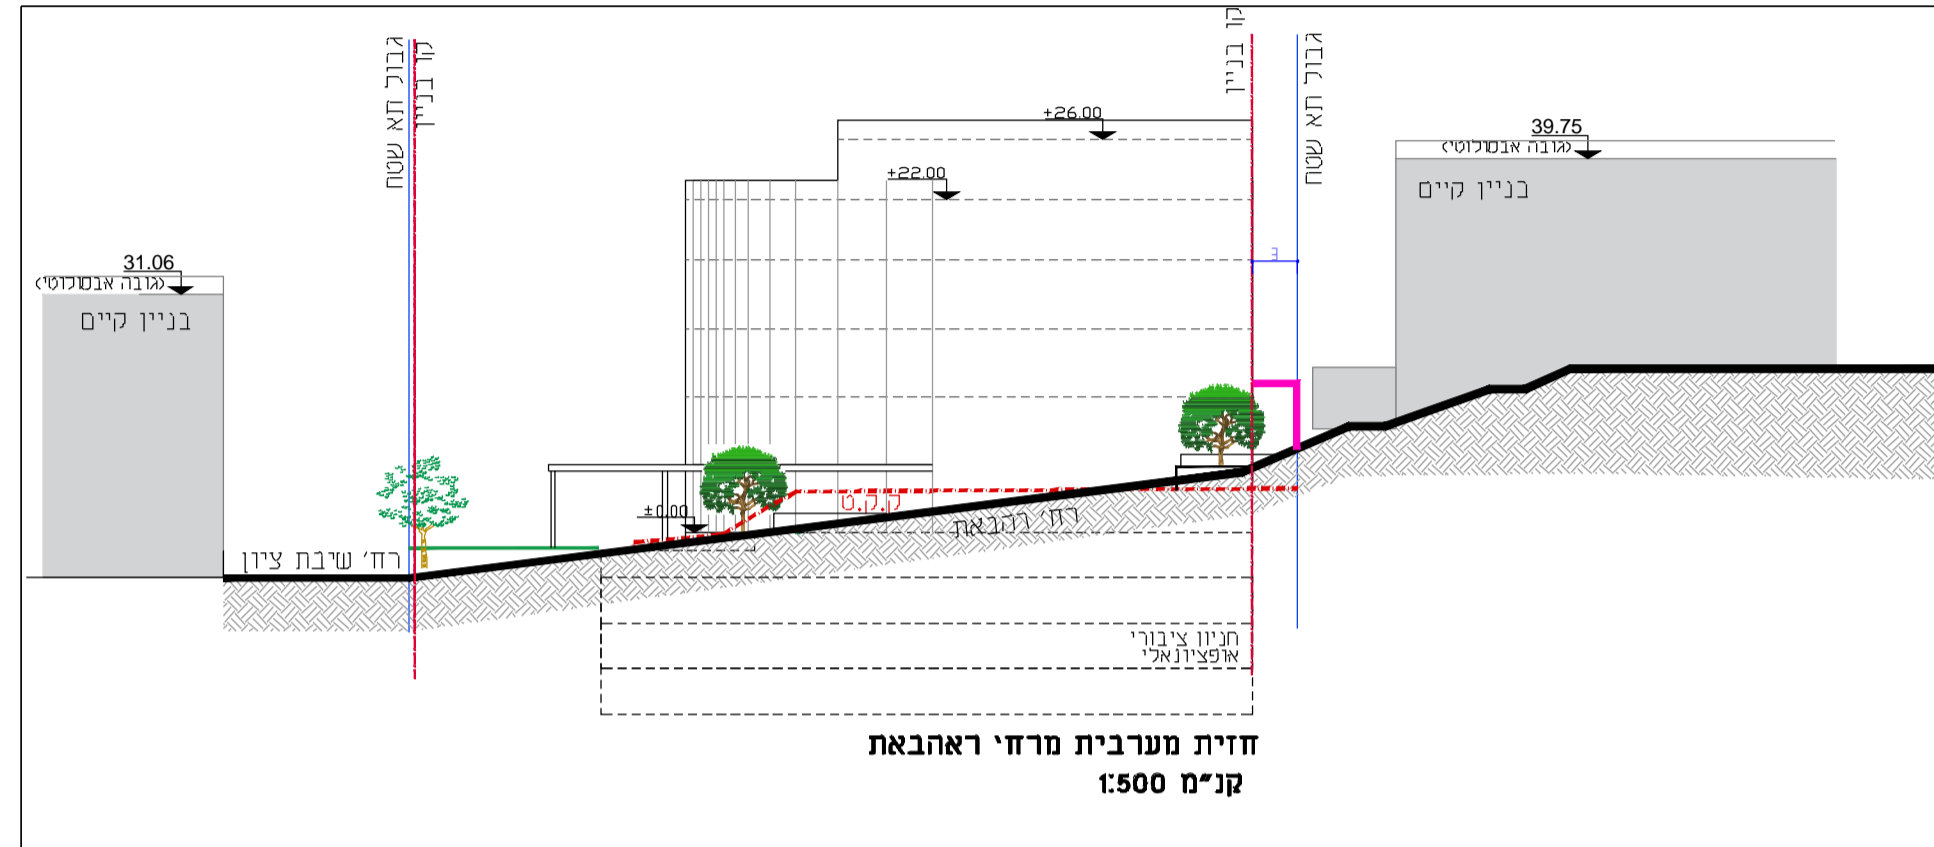 גבול תא שטח
קו בניין
קו בניין
גבול תא שטח
+26.00
+22.00
39.75
(גובה אבסולוטי)
בניין קיים
31.06
(גובה אבסולוטי)
בניין קיים
±0.00
ק.ק.ט
רח' רהבאת
רח' שיבת ציון
חניון ציבורי
אופציונאלי
חזית מערבית מרחי ראהבאת
קנ"מ 1:500